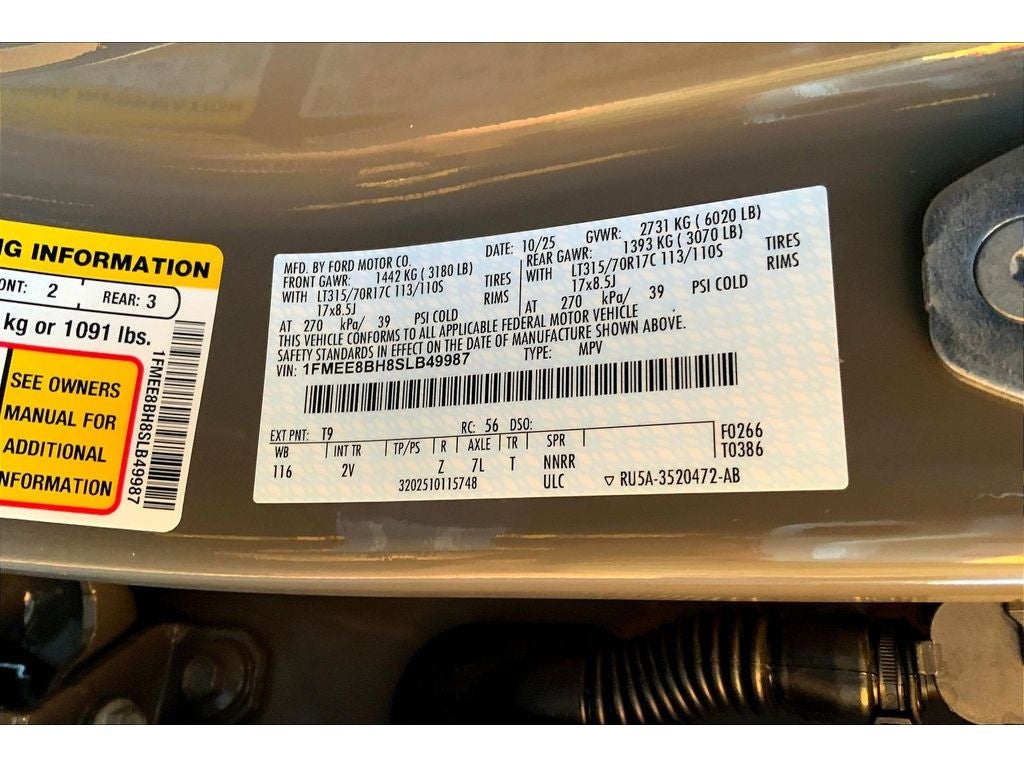 NG INFORMATION
ONT: 2 REAR: 3
kg or 1091 lbs.
SEE OWNERS
MANUAL FOR
ADDITIONAL
INFORMATION
1FMEE8BH8SLB49987
MFD. BY FORD MOTOR CO. DATE: 10/25 GVWR: 2731 KG ( 6020 LB)
FRONT GAWR: 1442 KG ( 3180 LB) REAR GAWR: 1393 KG ( 3070 LB)
WITH LT315/70R17C 113/110S TIRES WITH LT315/70R17C 113/110S TIRES
17x8.5J RIMS 17x8.5J RIMS
AT 270 kPa/ 39 PSI COLD AT 270 kPa/ 39 PSI COLD
THIS VEHICLE CONFORMS TO ALL APPLICABLE FEDERAL MOTOR VEHICLE
SAFETY STANDARDS IN EFFECT ON THE DATE OF MANUFACTURE SHOWN ABOVE.
VIN: 1FMEE8BH8SLB49987 TYPE: MPV
EXT PNT: T9 RC: 56 DSO:
WB INT TR TP/PS R AXLE TR SPR F0266
116 2V Z 7L T NNRR T0386
3202510115748 ULC ▽ RU5A-3520472-AB